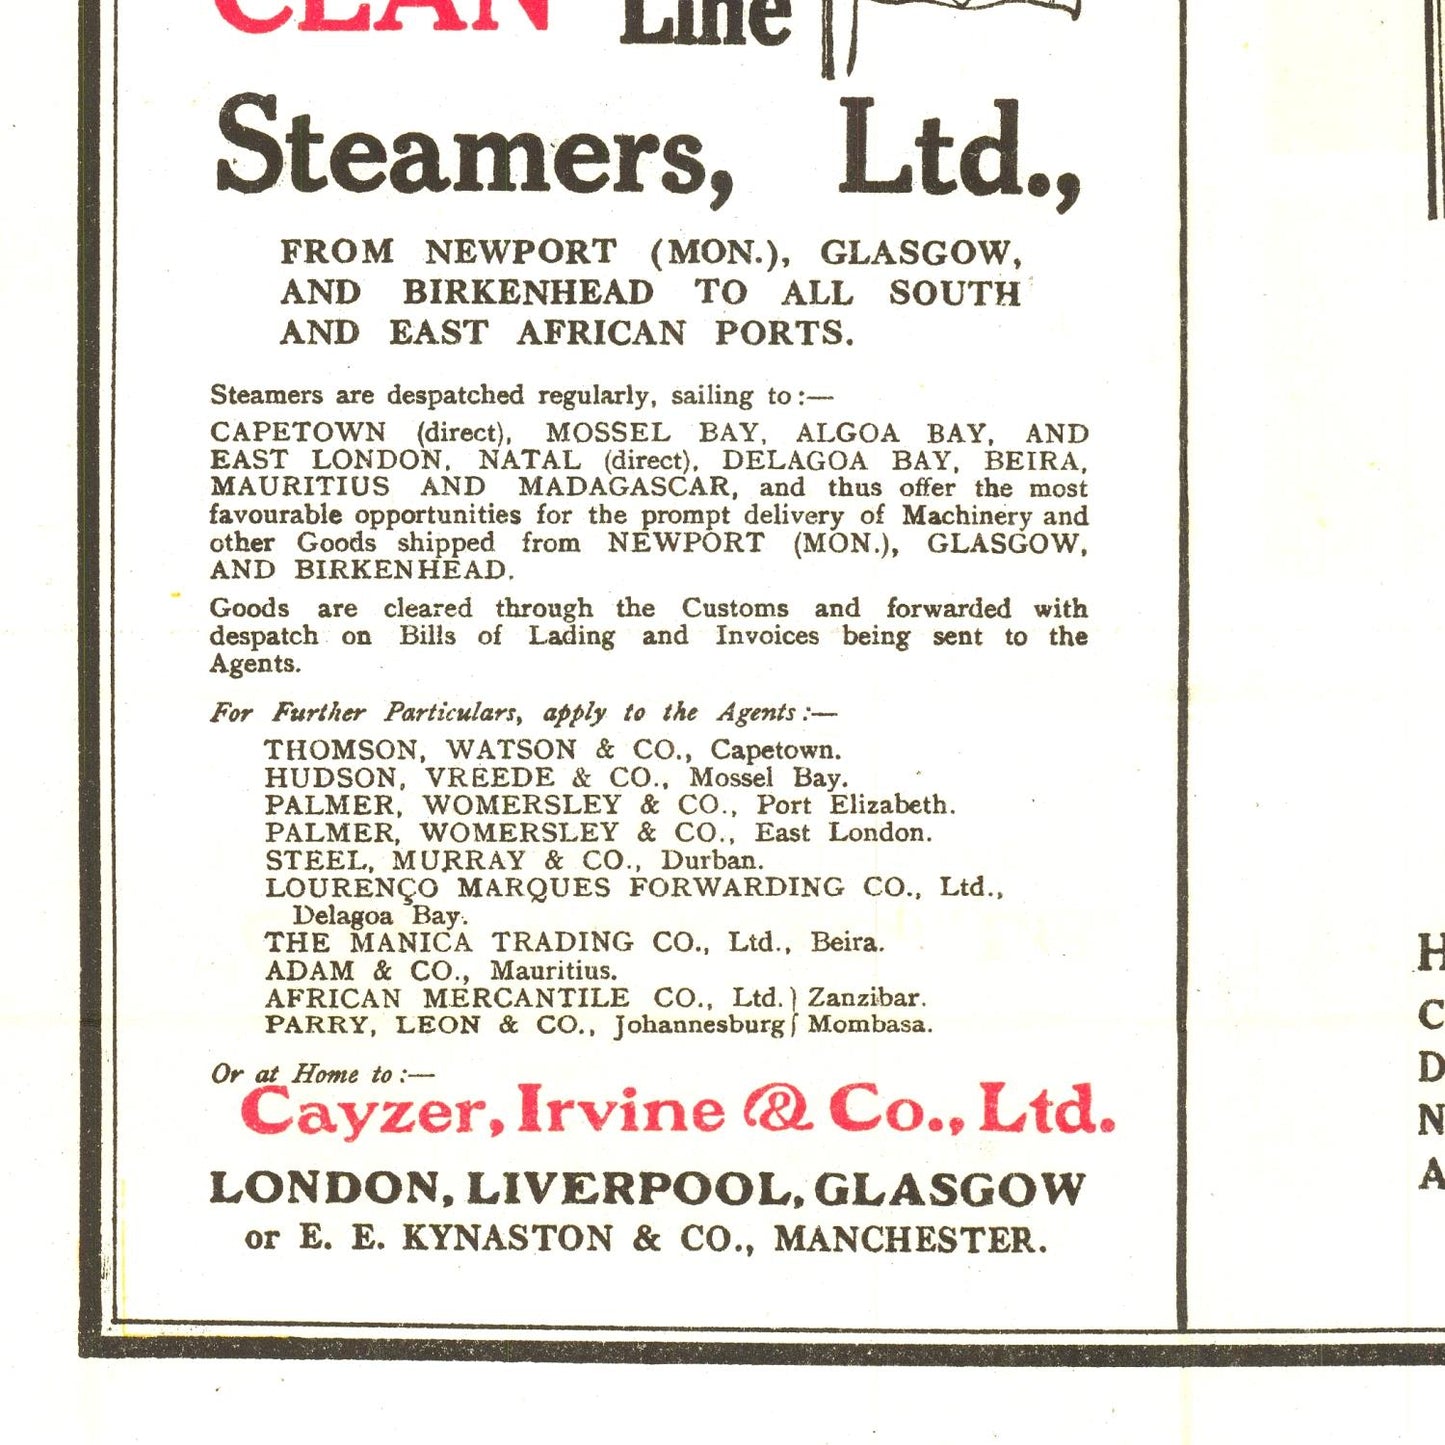 CLAN Line
Steamers, Ltd.,
FROM NEWPORT (MON.), GLASGOW,
AND BIRKENHEAD TO ALL SOUTH
AND EAST AFRICAN PORTS.
Steamers are despatched regularly, sailing to:—
CAPETOWN (direct), MOSSEL BAY, ALGOA BAY, AND
EAST LONDON, NATAL (direct), DELAGOA BAY, BEIRA,
MAURITIUS AND MADAGASCAR, and thus offer the most
favourable opportunities for the prompt delivery of Machinery and
other Goods shipped from NEWPORT (MON.), GLASGOW,
AND BIRKENHEAD.
Goods are cleared through the Customs and forwarded with
despatch on Bills of Lading and Invoices being sent to the
Agents.
For Further Particulars, apply to the Agents:—
THOMSON, WATSON & CO., Capetown.
HUDSON, VREEDE & CO., Mossel Bay.
PALMER, WOMERSLEY & CO., Port Elizabeth.
PALMER, WOMERSLEY & CO., East London.
STEEL, MURRAY & CO., Durban.
LOURENÇO MARQUES FORWARDING CO., Ltd.,
Delagoa Bay.
THE MANICA TRADING CO., Ltd., Beira.
ADAM & CO., Mauritius.
AFRICAN MERCANTILE CO., Ltd. } Zanzibar.
PARRY, LEON & CO., Johannesburg } Mombasa.
Or at Home to:—
Cayzer, Irvine & Co., Ltd.
LONDON, LIVERPOOL, GLASGOW
or E. E. KYNASTON & CO., MANCHESTER.
H
C
D
N
A